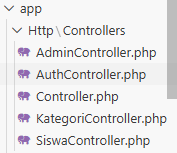 app
Http\Controllers
AdminController.php
AuthController.php
Controller.php
KategoriController.php
SiswaController.php